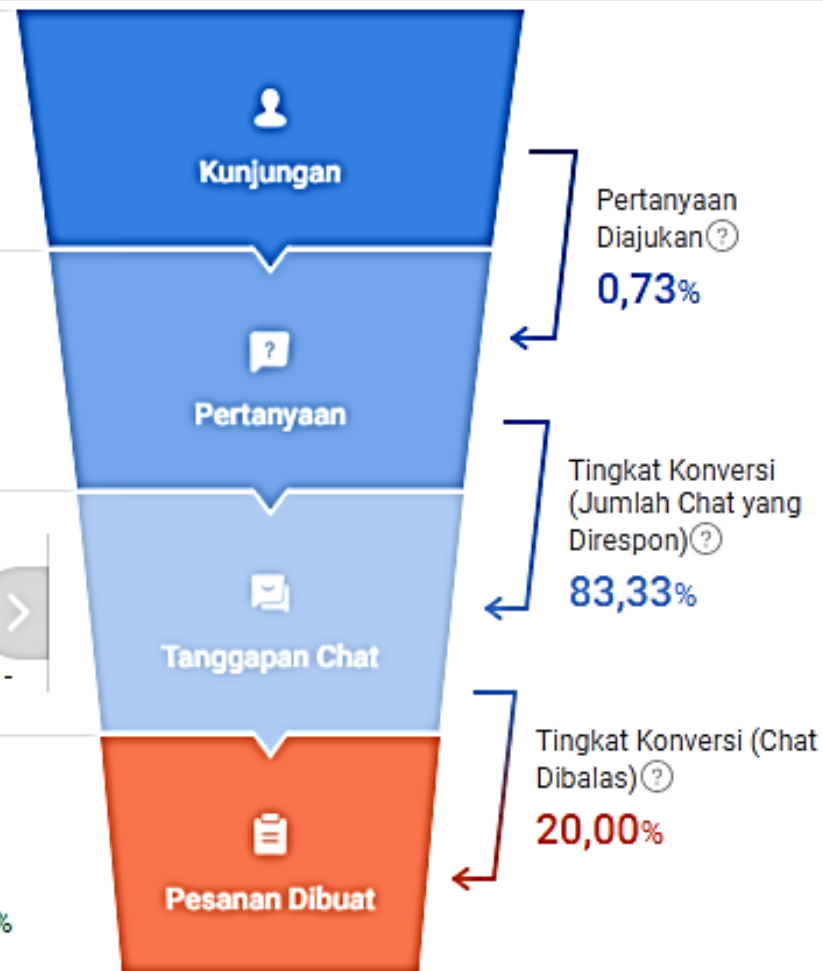 Kunjungan
Pertanyaan
Diajukan?
0,73%
?
Pertanyaan
Tingkat Konversi
(Jumlah Chat yang
Direspon)?
83,33%
Tanggapan Chat
-
Tingkat Konversi (Chat
Dibalas)?
20,00%
Pesanan Dibuat
%